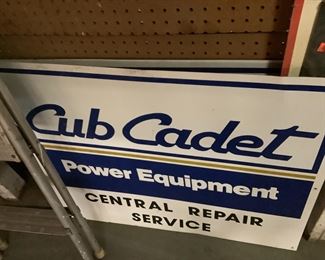 Cub Cadet
Power Equipment
CENTRAL REPAIR
SERVICE